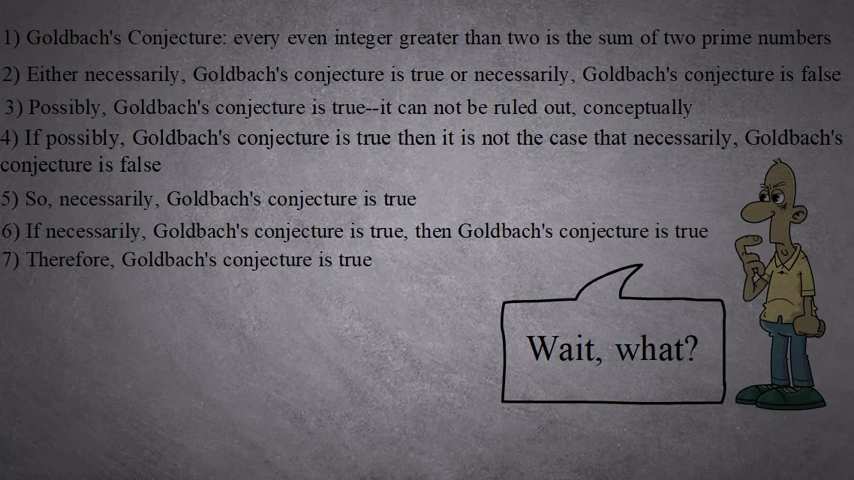 1) Goldbach's Conjecture: every even integer greater than two is the sum of two prime numbers
2) Either necessarily, Goldbach's conjecture is true or necessarily, Goldbach's conjecture is false
3) Possibly, Goldbach's conjecture is true--it can not be ruled out, conceptually
4) If possibly, Goldbach's conjecture is true then it is not the case that necessarily, Goldbach's
conjecture is false
5) So, necessarily, Goldbach's conjecture is true
6) If necessarily, Goldbach's conjecture is true, then Goldbach's conjecture is true
7) Therefore, Goldbach's conjecture is true
Wait, what?